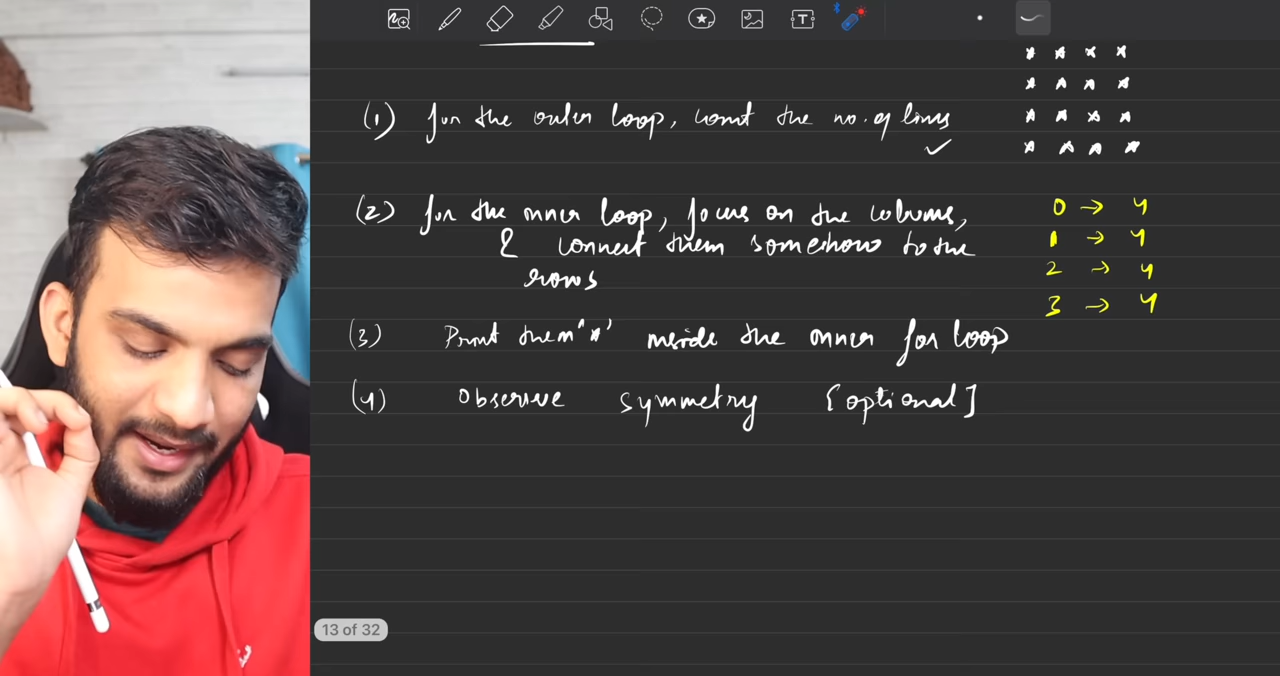 * * * *
* * * *
* * * *
* * * *
(1) for the outer loop, count the no. of lines
(2) for the inner loop, focus on the columns,
& connect them somehow to the
rows
0 → 4
1 → 4
2 → 4
3 → 4
(3) Print them '*' inside the inner for loop
(4) observe symmetry [optional]
T
13 of 32